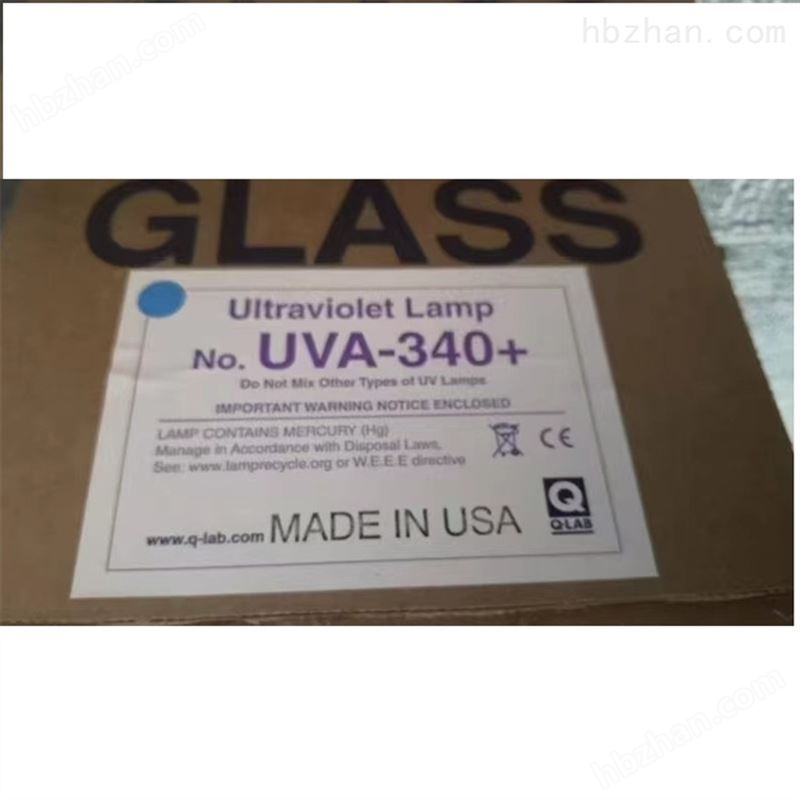 hbzhan.com
hbzhan.com
GLASS
Ultraviolet Lamp
No. UVA-340+
Do Not Mix Other Types of UV Lamps
IMPORTANT WARNING NOTICE ENCLOSED
LAMP CONTAINS MERCURY (Hg)
Manage in Accordance with Disposal Laws,
See: www.lamprecycle.org or W.E.E.E directive
CE
Q
Q-LAB
www.q-lab.com MADE IN USA
hbzhan.com